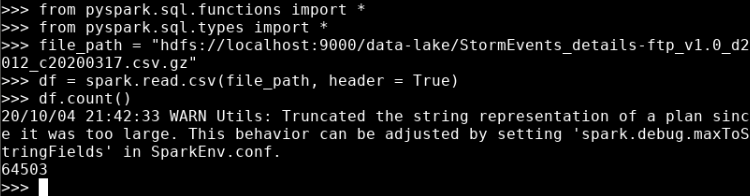 >>> from pyspark.sql.functions import *
>>> from pyspark.sql.types import *
>>> file_path = "hdfs://localhost:9000/data-lake/StormEvents_details-ftp_v1.0_d2
012_c20200317.csv.gz"
>>> df = spark.read.csv(file_path, header = True)
>>> df.count()
20/10/04 21:42:33 WARN Utils: Truncated the string representation of a plan sinc
e it was too large. This behavior can be adjusted by setting 'spark.debug.maxToS
tringFields' in SparkEnv.conf.
64503
>>>